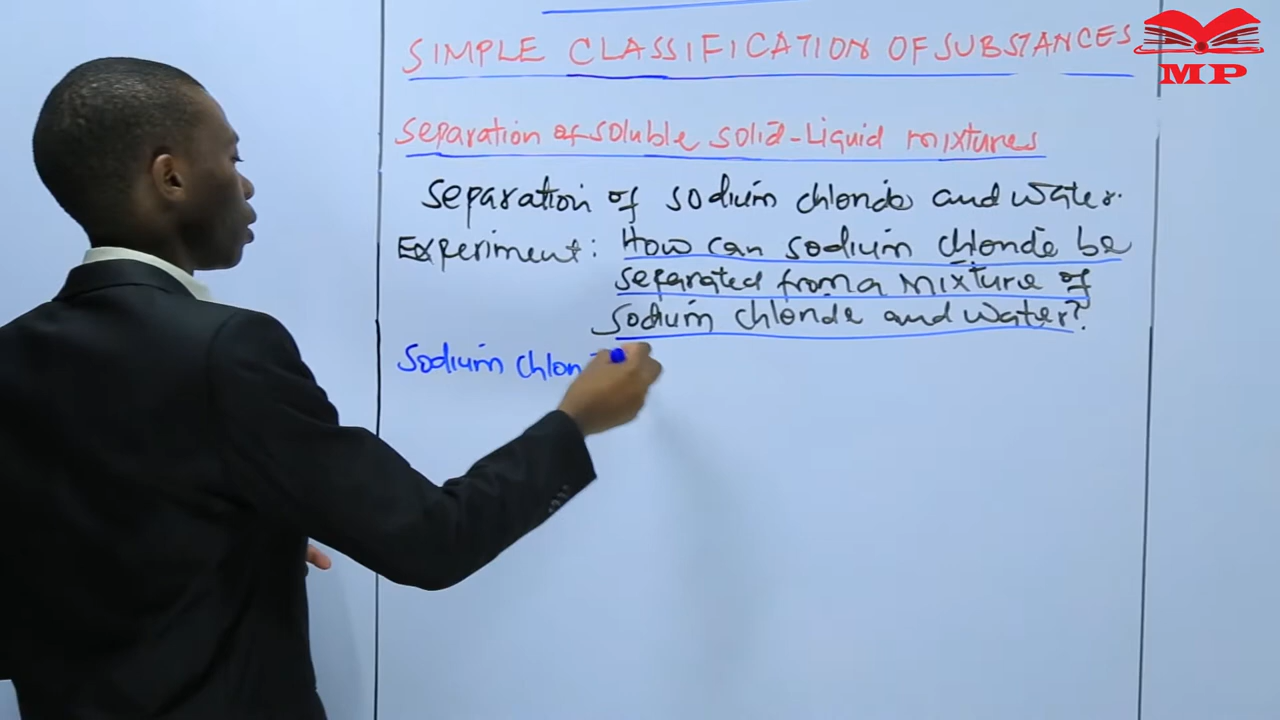 SIMPLE CLASSIFICATION OF SUBSTANCES
MP
Separation of soluble solid-Liquid mixtures
Separation of sodium chloride and water.
Experiment: How can sodium chloride be
separated from a mixture of
sodium chloride and water?
Sodium chlori